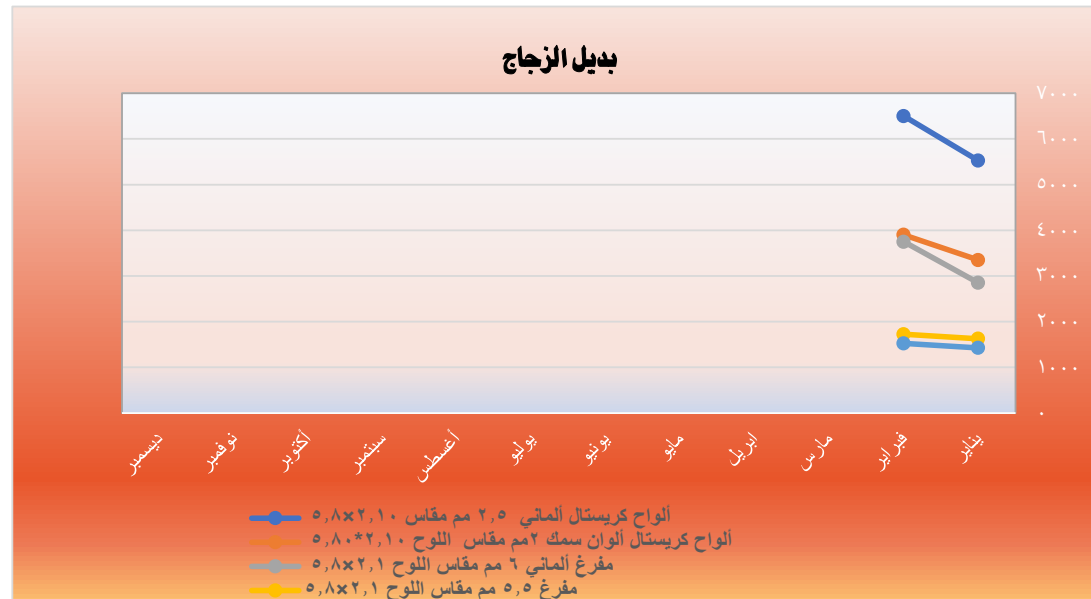 بديل الزجاج
٧٠٠٠
٦٠٠٠
٥٠٠٠
٤٠٠٠
٣٠٠٠
٢٠٠٠
١٠٠٠
٠
يناير
فبراير
مارس
ابريل
مايو
يونيو
يوليو
أغسطس
سبتمبر
أكتوبر
نوفمبر
ديسمبر
ألواح كريستال ألماني ٢,٥ مم مقاس ٢,١٠×٥,٨
ألواح كريستال ألوان سمك ٢مم مقاس اللوح ٢,١٠*٥,٨٠
مفرغ ألماني ٦ مم مقاس اللوح ٢,١×٥,٨
مفرغ ٥,٥ مم مقاس اللوح ٢,١×٥,٨